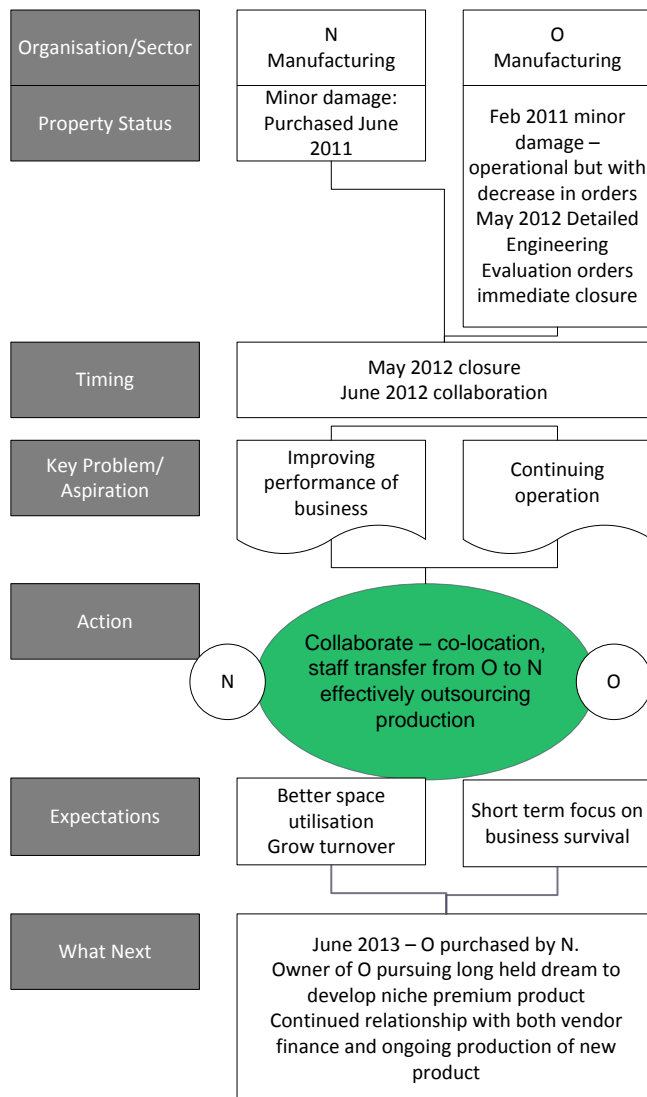 Organisation/Sector
N
Manufacturing
O
Manufacturing
Property Status
Minor damage:
Purchased June
2011
Feb 2011 minor
damage –
operational but with
decrease in orders
May 2012 Detailed
Engineering
Evaluation orders
immediate closure
Timing
May 2012 closure
June 2012 collaboration
Key Problem/
Aspiration
Improving
performance of
business
Continuing
operation
Action
N
Collaborate – co-location,
staff transfer from O to N
effectively outsourcing
production
O
Expectations
Better space
utilisation
Grow turnover
Short term focus on
business survival
What Next
June 2013 – O purchased by N.
Owner of O pursuing long held dream to
develop niche premium product
Continued relationship with both vendor
finance and ongoing production of new
product